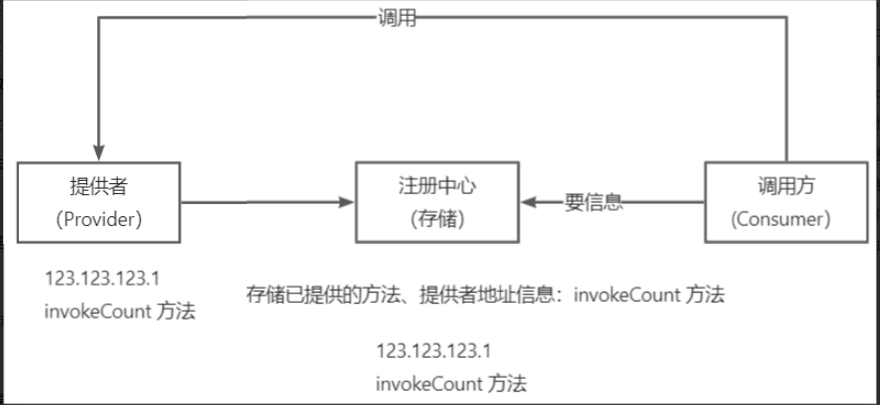 调用
提供者
(Provider)
注册中心
(存储)
要信息
调用方
(Consumer)
123.123.123.1
invokeCount 方法
存储已提供的方法、提供者地址信息：invokeCount 方法
123.123.123.1
invokeCount 方法